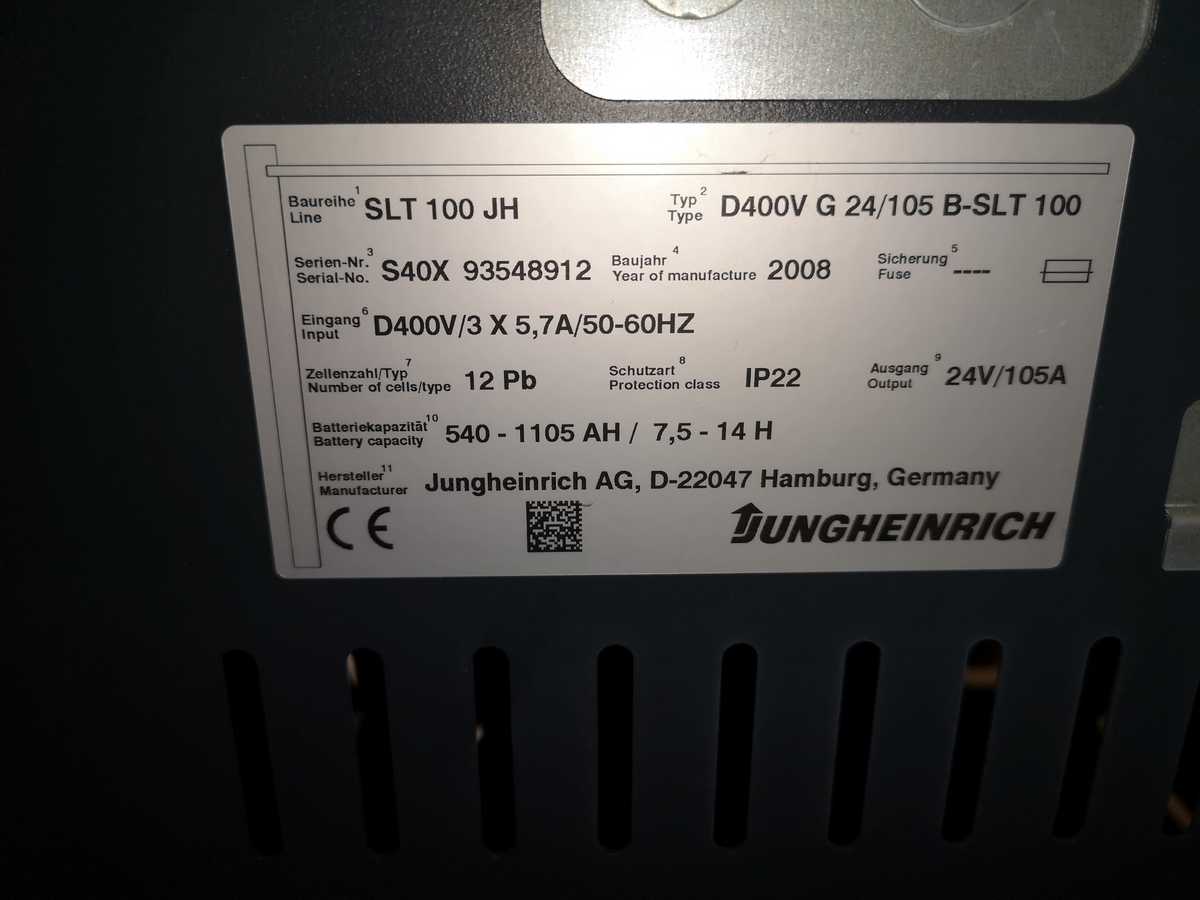 Baureihe 1 Line SLT 100 JH Typ 2 Type D400V G 24/105 B-SLT 100
Serien-Nr. 3 Serial-No. S40X 93548912 Baujahr 4 Year of manufacture 2008 Sicherung 5 Fuse ----
Eingang 6 Input D400V/3 X 5,7A/50-60HZ
Zellenzahl/Typ 7 Number of cells/type 12 Pb Schutzart 8 Protection class IP22 Ausgang 9 Output 24V/105A
Batteriekapazität 10 Battery capacity 540 - 1105 AH / 7,5 - 14 H
Hersteller 11 Manufacturer Jungheinrich AG, D-22047 Hamburg, Germany
CE JUNGHEINRICH